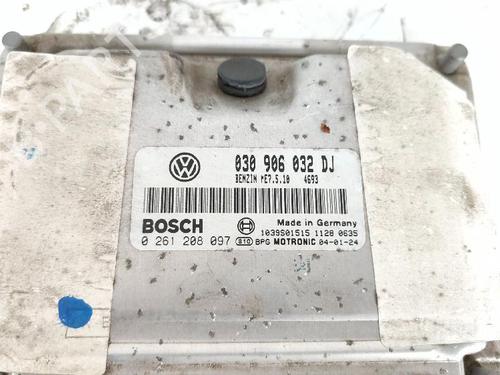 030 906 032 DJ
BENZIN ME7.5.10 4693
BOSCH
Made in Germany
1039S01515 1128 0635
0 261 208 097 BPG MOTRONIC 04-01-24